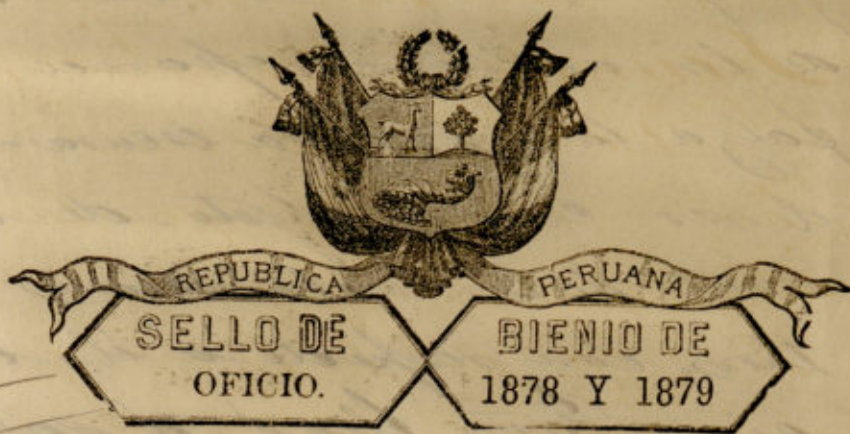 REPUBLICA PERUANA
SELLO DE BIENIO DE
OFICIO. 1878 Y 1879